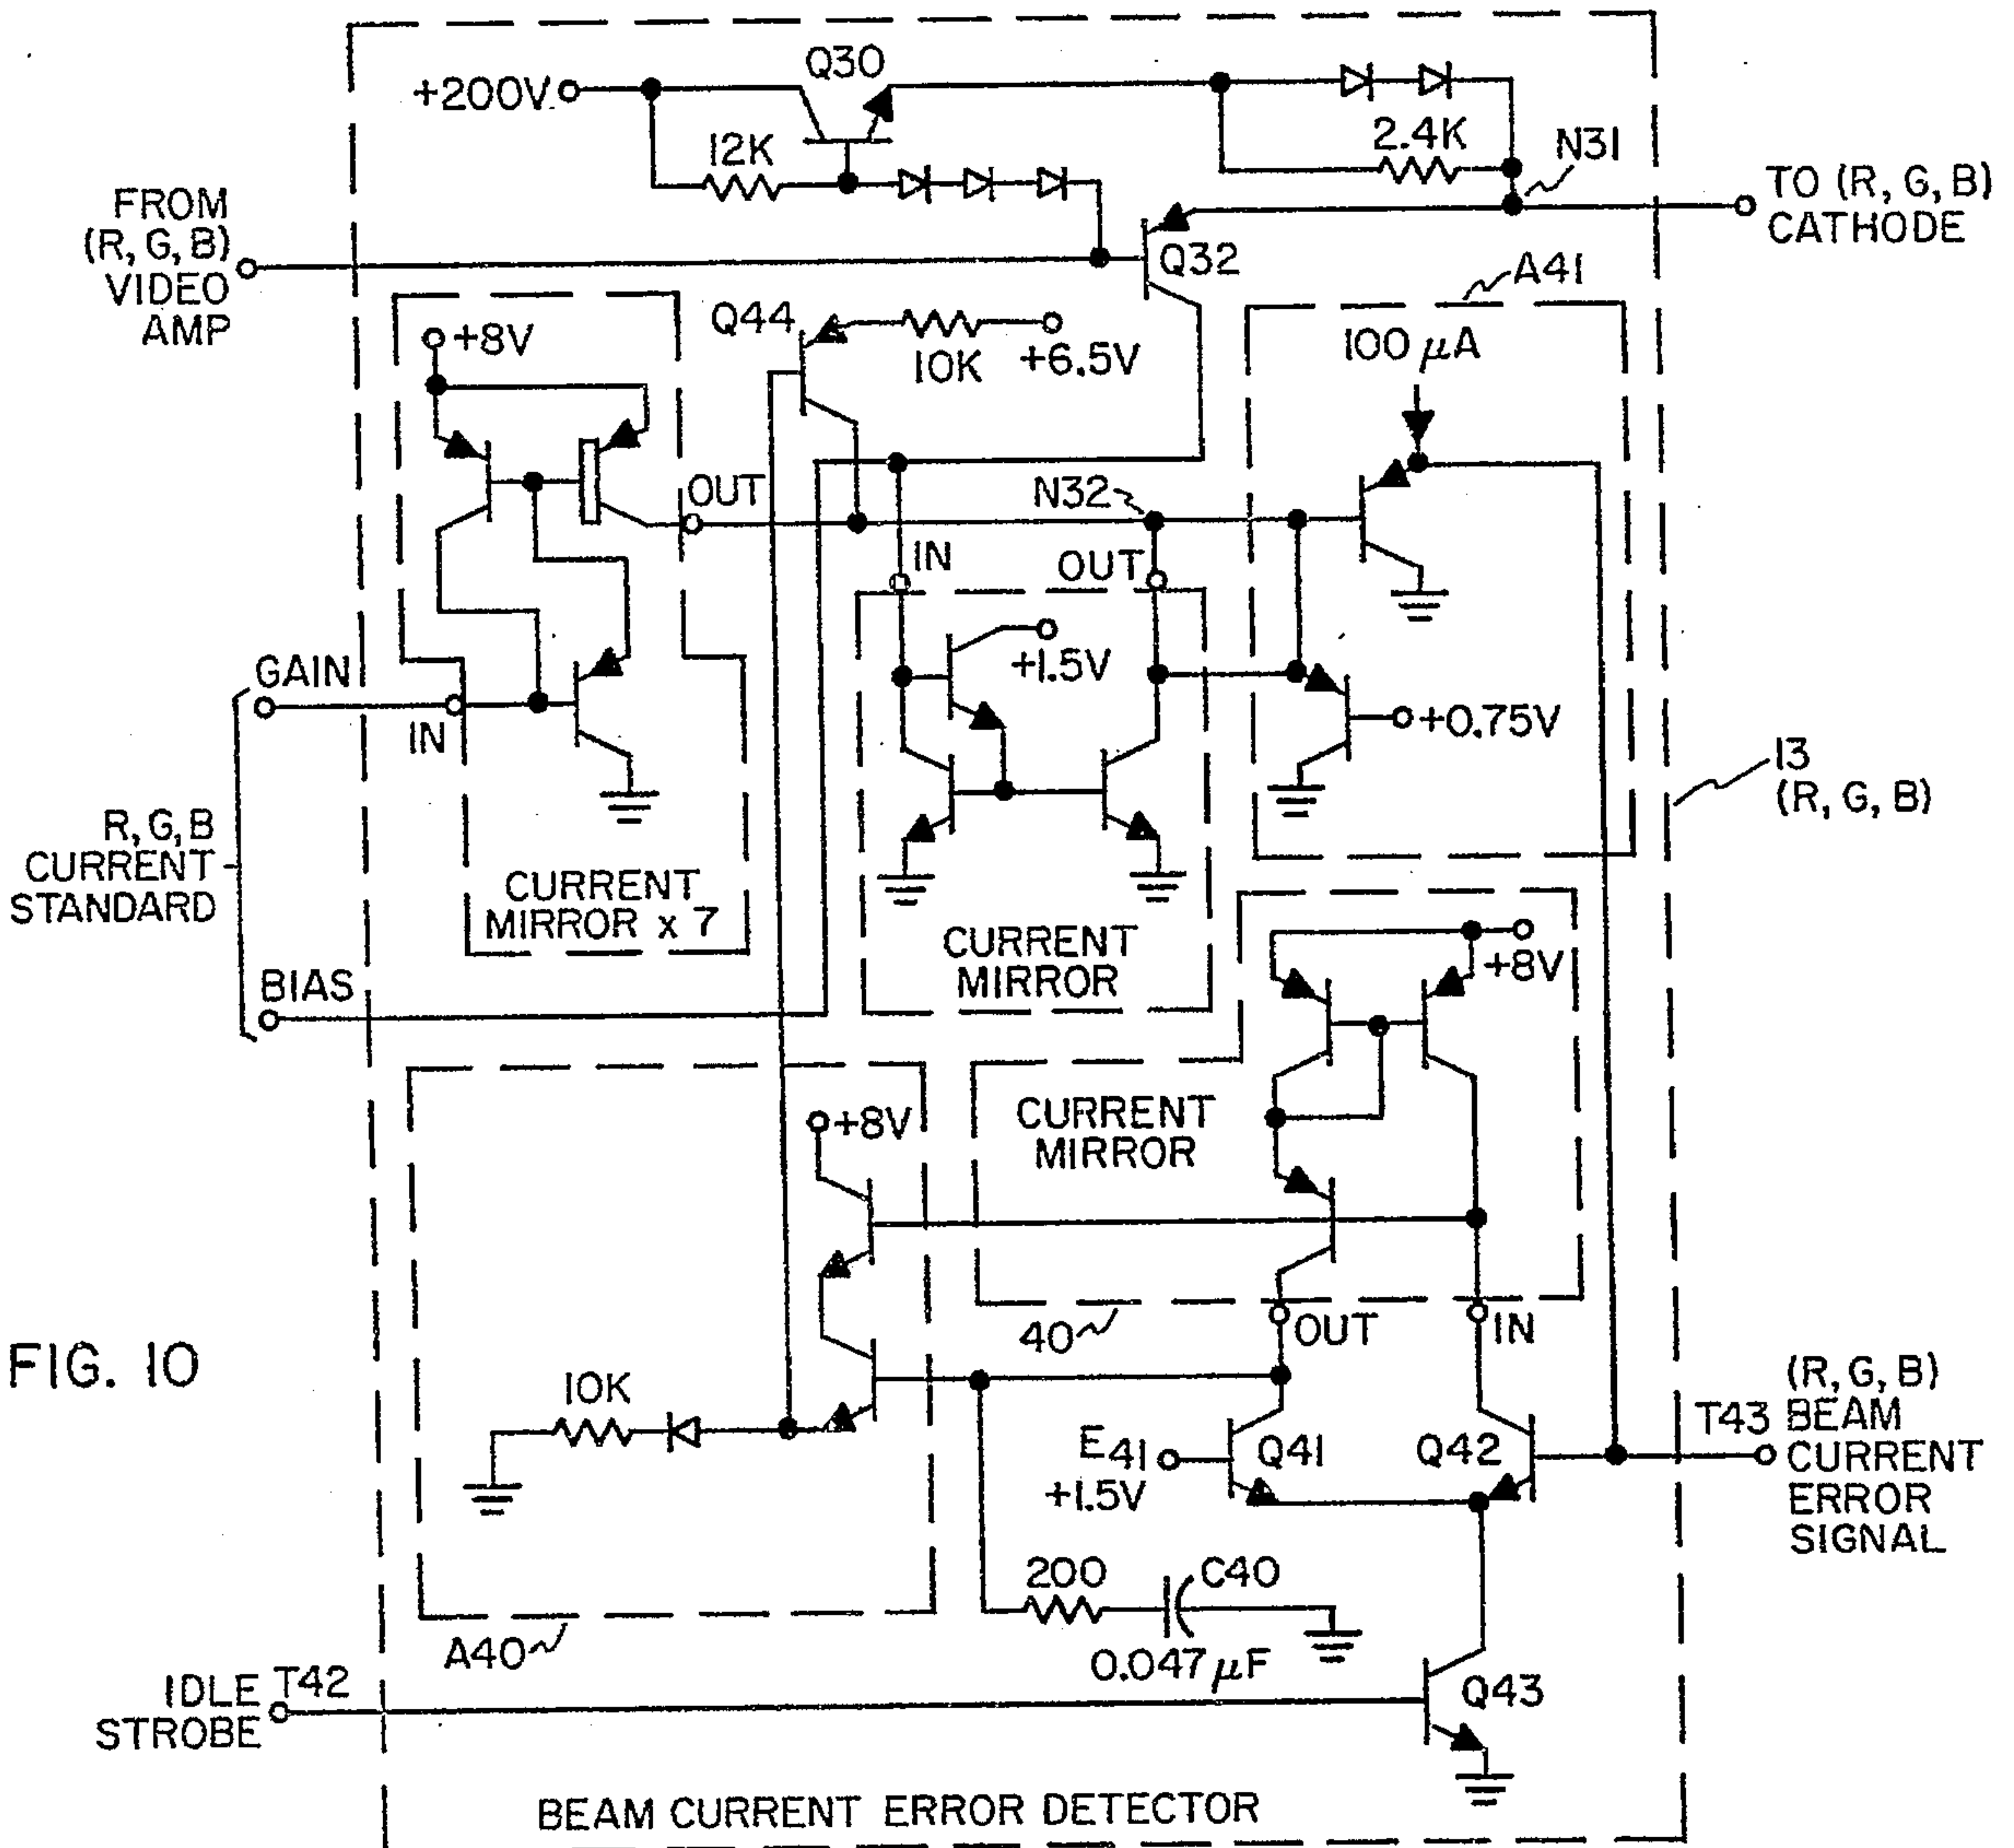 Q30
+200V
12K
2.4K
N31
FROM
(R, G, B)
VIDEO
AMP
TO (R, G, B)
CATHODE
Q32
A41
Q44
+8V
10K
+6.5V
100 μA
OUT
N32
IN
OUT
+1.5V
GAIN
IN
+0.75V
13
(R, G, B)
R, G, B
CURRENT
STANDARD
CURRENT
MIRROR x 7
CURRENT
MIRROR
+8V
BIAS
CURRENT
MIRROR
+8V
40
OUT
IN
FIG. 10
10K
E41
+1.5V
Q41
Q42
T43
(R, G, B)
BEAM
CURRENT
ERROR
SIGNAL
200
C40
0.047 μF
A40
IDLE
STROBE
T42
Q43
BEAM CURRENT ERROR DETECTOR